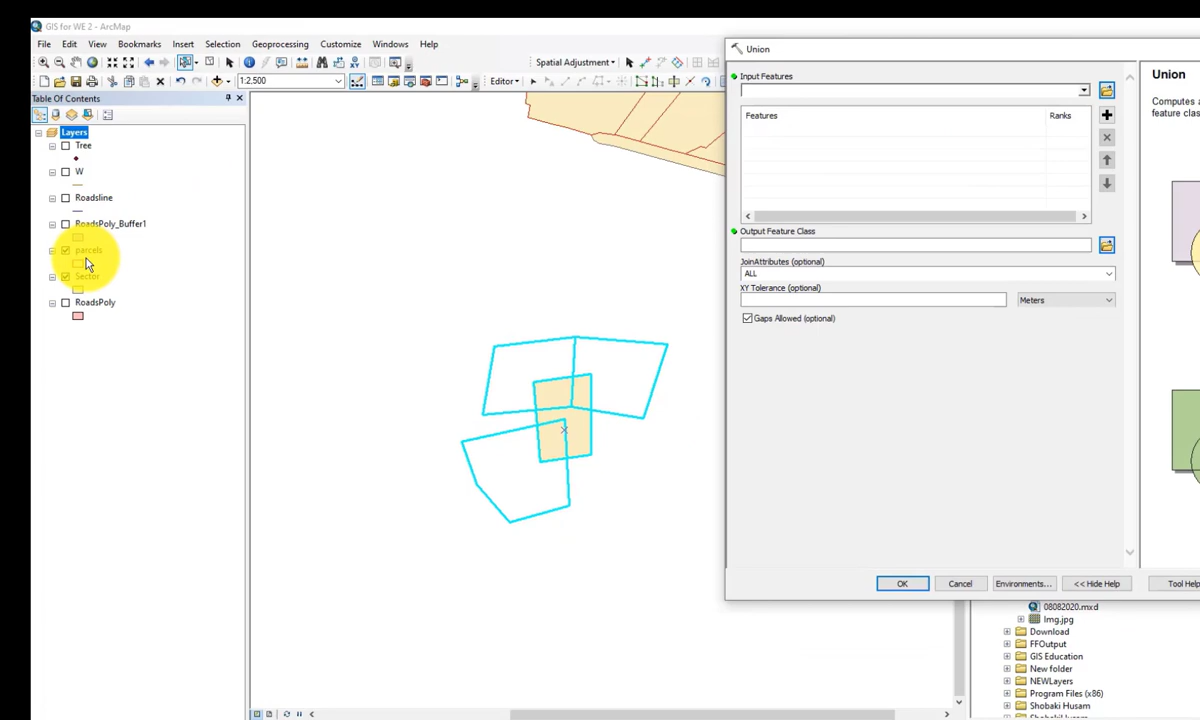 GIS for WE 2 - ArcMap
File Edit View Bookmarks Insert Selection Geoprocessing Customize Windows Help
Spatial Adjustment
1:2,500
Editor
Table Of Contents
Layers
Tree
W
Roadsline
RoadsPoly_Buffer1
parcels
Sector
RoadsPoly
Union
Input Features
Features Ranks
Output Feature Class
JoinAttributes (optional)
ALL
XY Tolerance (optional)
Meters
Gaps Allowed (optional)
OK Cancel Environments... << Hide Help Tool Help
Union
Computes a
feature class
08082020.mxd
Img.jpg
Download
FFOutput
GIS Education
New folder
NEWLayers
Program Files (x86)
Shobaki Husam